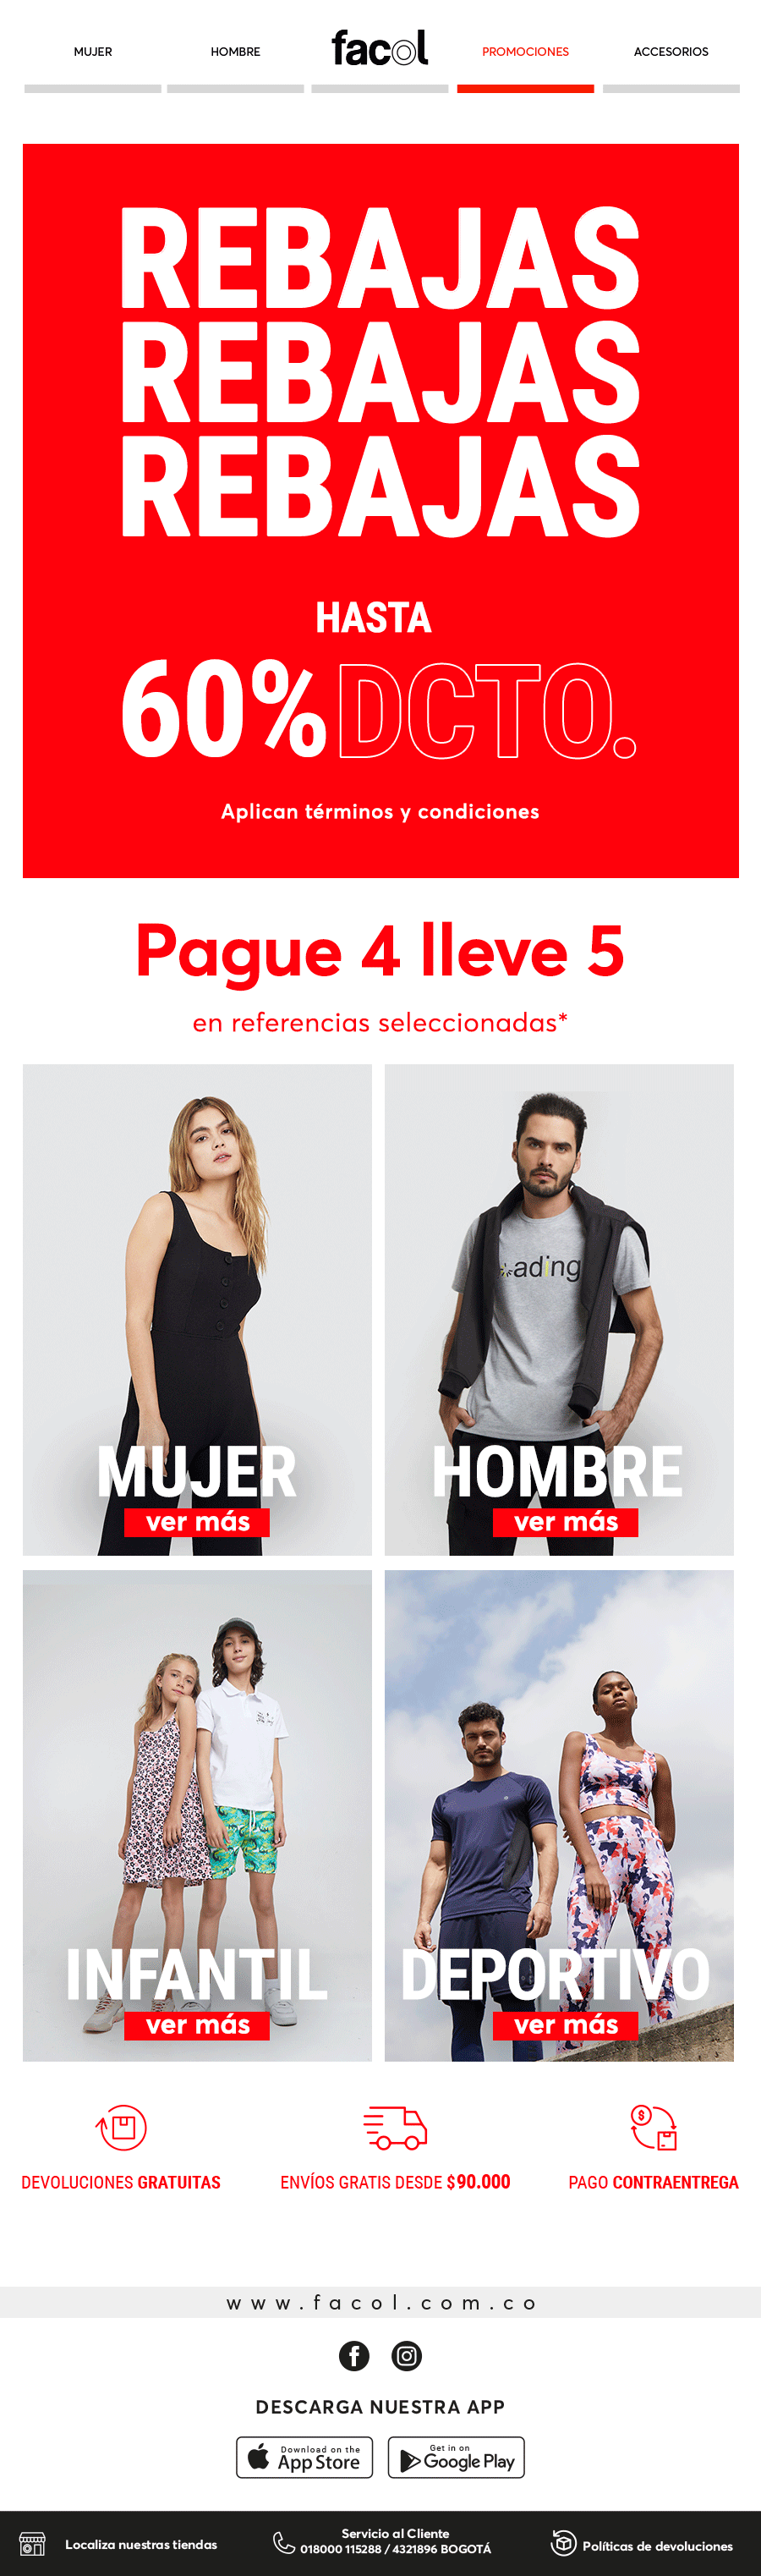 MUJER HOMBRE facol PROMOCIONES ACCESORIOS
REBAJAS
REBAJAS
REBAJAS
HASTA
60% DCTO.
Aplican términos y condiciones
Pague 4 lleve 5
en referencias seleccionadas*
ading
MUJER
ver más
HOMBRE
ver más
INFANTIL
ver más
DEPORTIVO
ver más
DEVOLUCIONES GRATUITAS
ENVÍOS GRATIS DESDE $90.000
PAGO CONTRAENTREGA
www.facol.com.co
DESCARGA NUESTRA APP
Download on the
App Store
Get in on
Google Play
Localiza nuestras tiendas
Servicio al Cliente
018000 115288 / 4321896 BOGOTÁ
Políticas de devoluciones